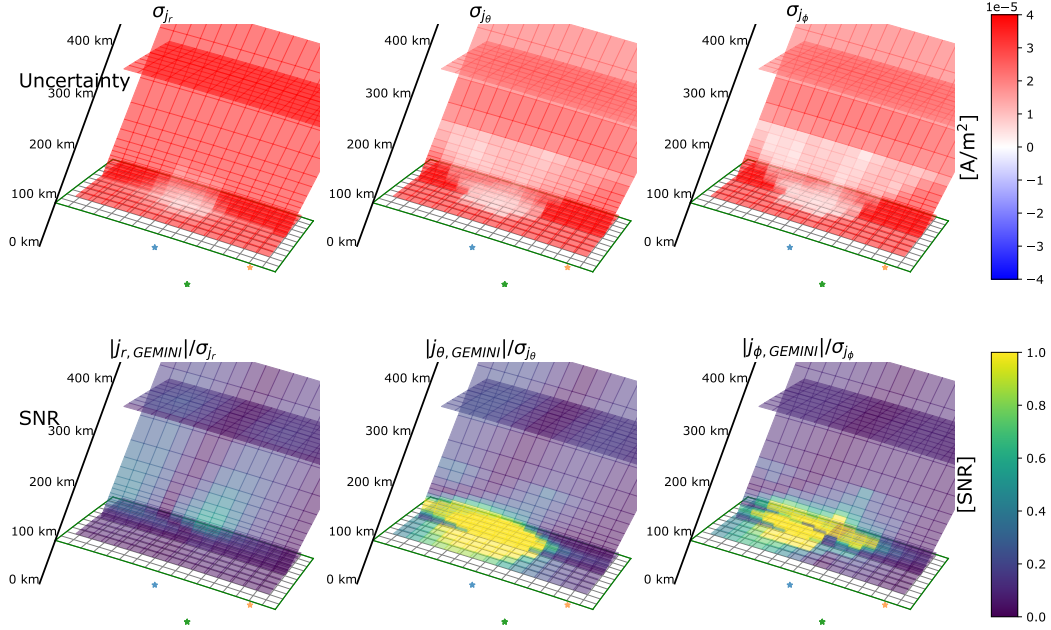 σ_{j_r} σ_{j_θ} σ_{j_ϕ}
1e−5
Uncertainty
400 km 400 km 400 km
300 km 300 km 300 km
200 km 200 km 200 km
100 km 100 km 100 km
0 km 0 km 0 km
4
3
2
1
0
−1
−2
−3
−4
[A/m²]
|j_{r, GEMINI}|/σ_{j_r} |j_{θ, GEMINI}|/σ_{j_θ} |j_{ϕ, GEMINI}|/σ_{j_ϕ}
SNR
400 km 400 km 400 km
300 km 300 km 300 km
200 km 200 km 200 km
100 km 100 km 100 km
0 km 0 km 0 km
1.0
0.8
0.6
0.4
0.2
0.0
[SNR]